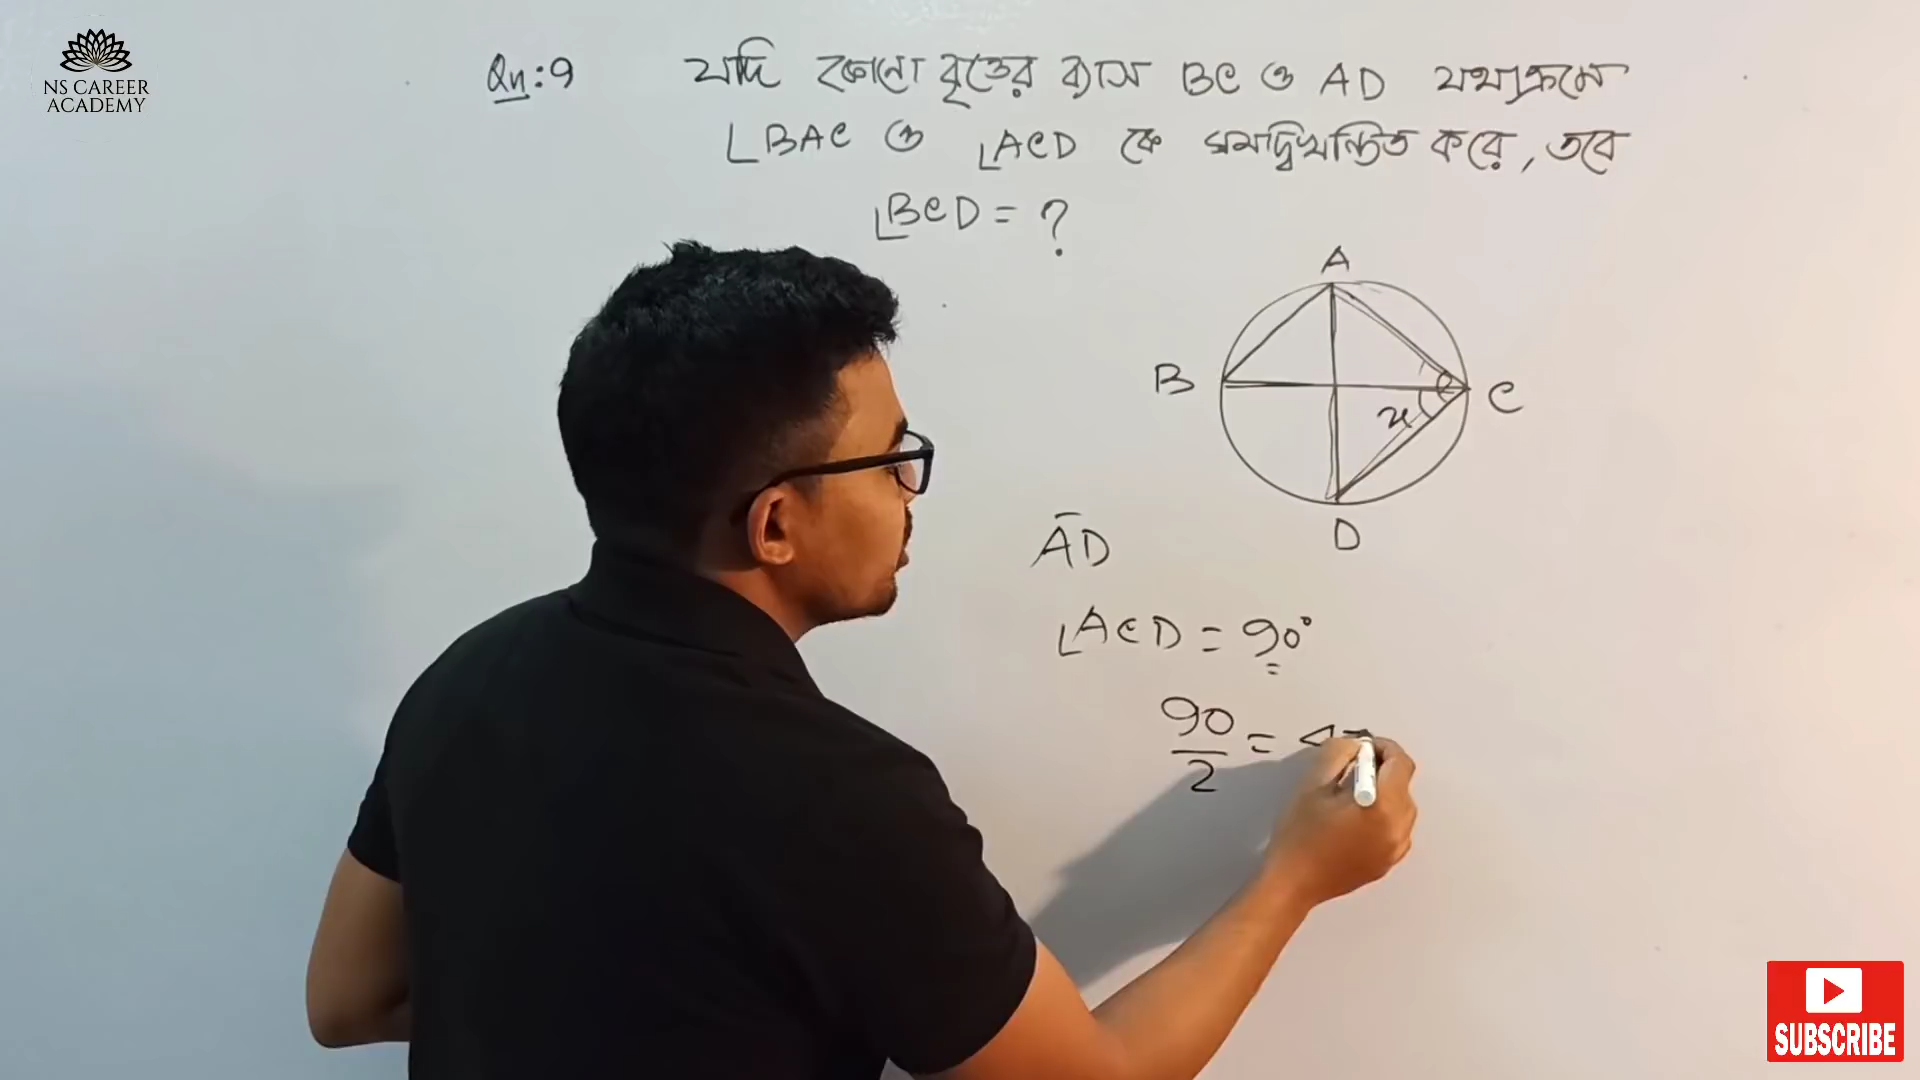 NS CAREER
ACADEMY
Qn:9 যদি কোনো বৃত্তের ব্যাস BC ও AD যথাক্রমে
∠BAC ও ∠ACD কে সমদ্বিখন্ডিত করে, তবে
∠BCD = ?
A
B
C
x
D
AD
∠ACD = 90°
90/2 = 4
SUBSCRIBE